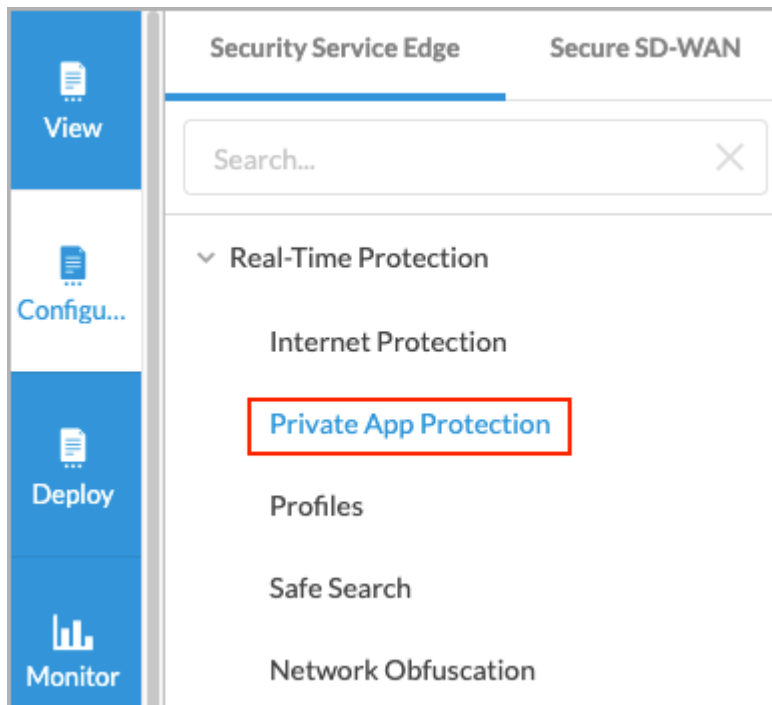 View
Configu...
Deploy
Monitor
Security Service Edge
Secure SD-WAN
Search...
Real-Time Protection
Internet Protection
Private App Protection
Profiles
Safe Search
Network Obfuscation